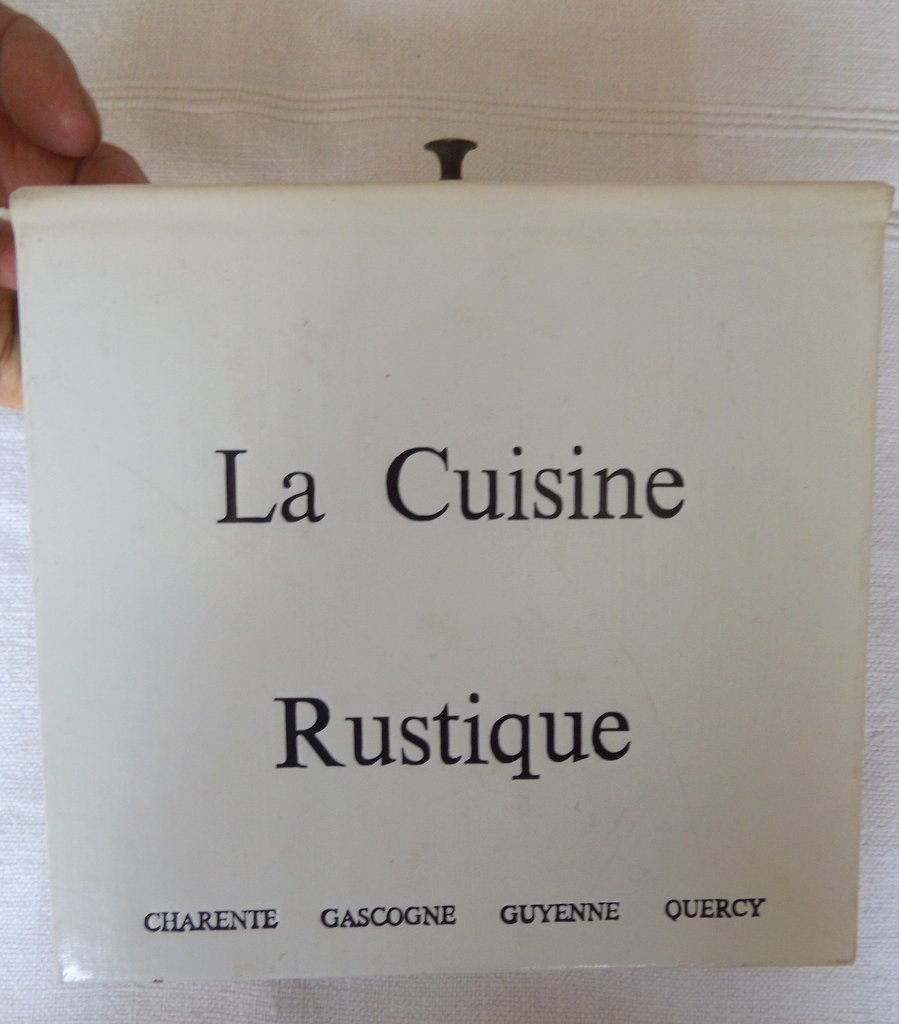 La Cuisine
Rustique
CHARENTE GASCOGNE GUYENNE QUERCY